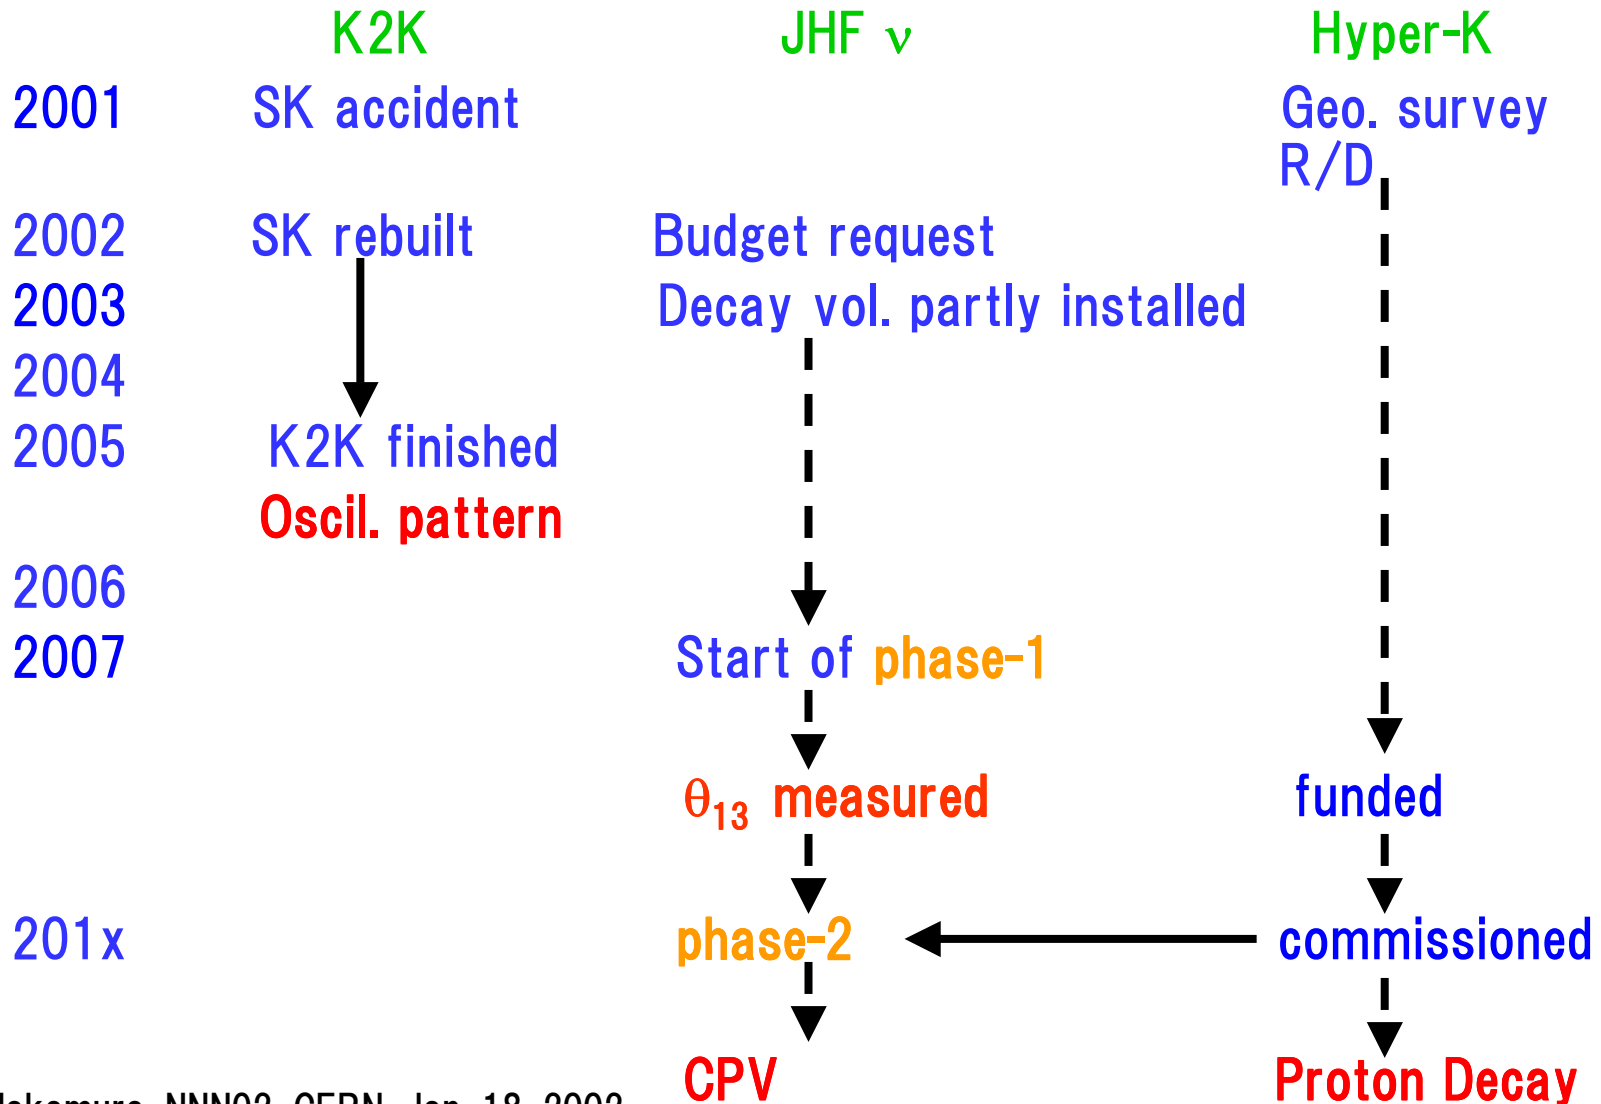 K2K JHF ν Hyper-K
2001 SK accident Geo. survey
R/D
2002 SK rebuilt Budget request
2003 Decay vol. partly installed
2004
2005 K2K finished
Oscil. pattern
2006
2007 Start of phase-1
θ13 measured funded
201x phase-2 commissioned
CPV Proton Decay